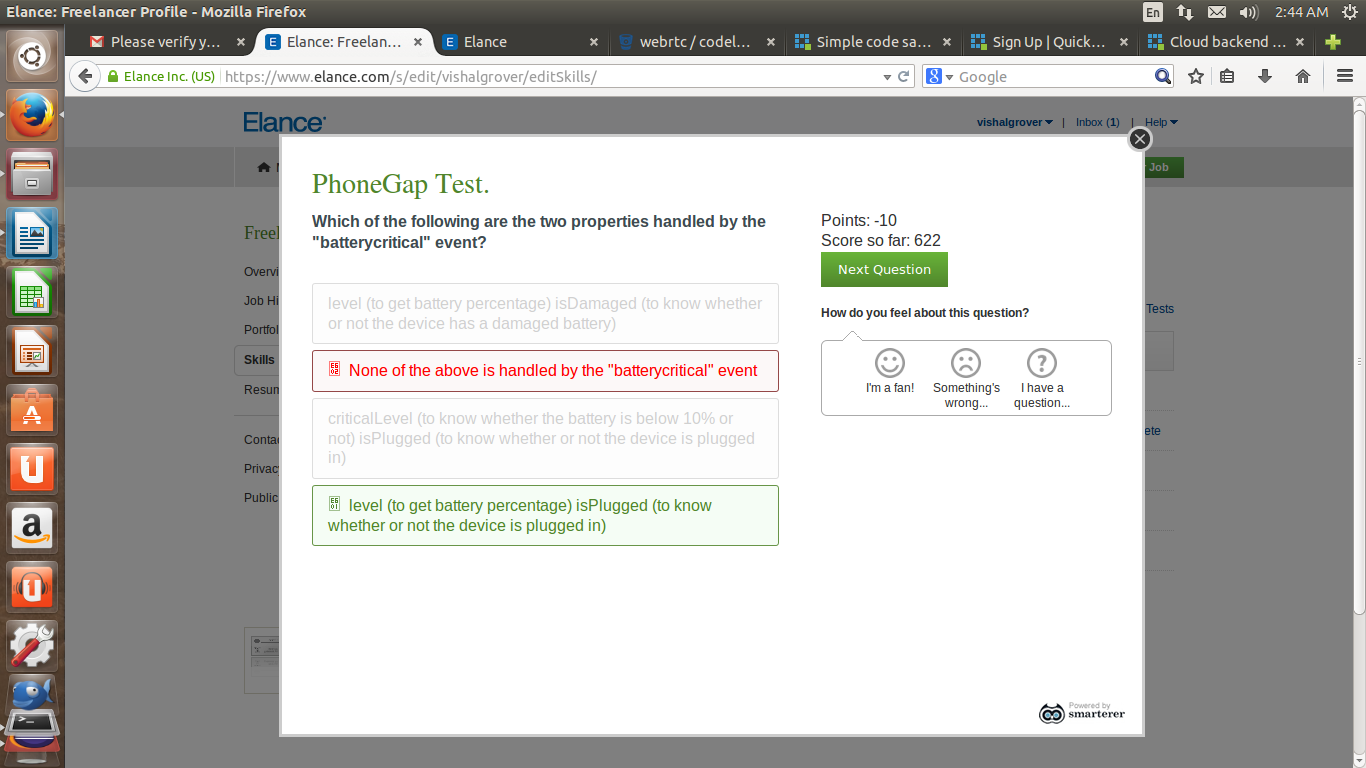 Elance: Freelancer Profile - Mozilla Firefox
En
2:44 AM
Please verify y...
Elance: Freelan...
Elance
webrtc / codel...
Simple code sa...
Sign Up | Quick...
Cloud backend ...
Elance Inc. (US)
https://www.elance.com/s/edit/vishalgrover/editSkills/
Google
Elance
vishalgrover
|
Inbox (1)
|
Help
Job
PhoneGap Test.
Which of the following are the two properties handled by the
"batterycritical" event?
level (to get battery percentage) isDamaged (to know whether
or not the device has a damaged battery)
None of the above is handled by the "batterycritical" event
criticalLevel (to know whether the battery is below 10% or
not) isPlugged (to know whether or not the device is plugged
in)
level (to get battery percentage) isPlugged (to know
whether or not the device is plugged in)
Points: -10
Score so far: 622
Next Question
How do you feel about this question?
I'm a fan!
Something's
wrong...
I have a
question...
Powered by
smarterer
Freel
Overvi
Job Hi
Portfol
Skills
Resum
Conta
Privac
Public
Tests
ete